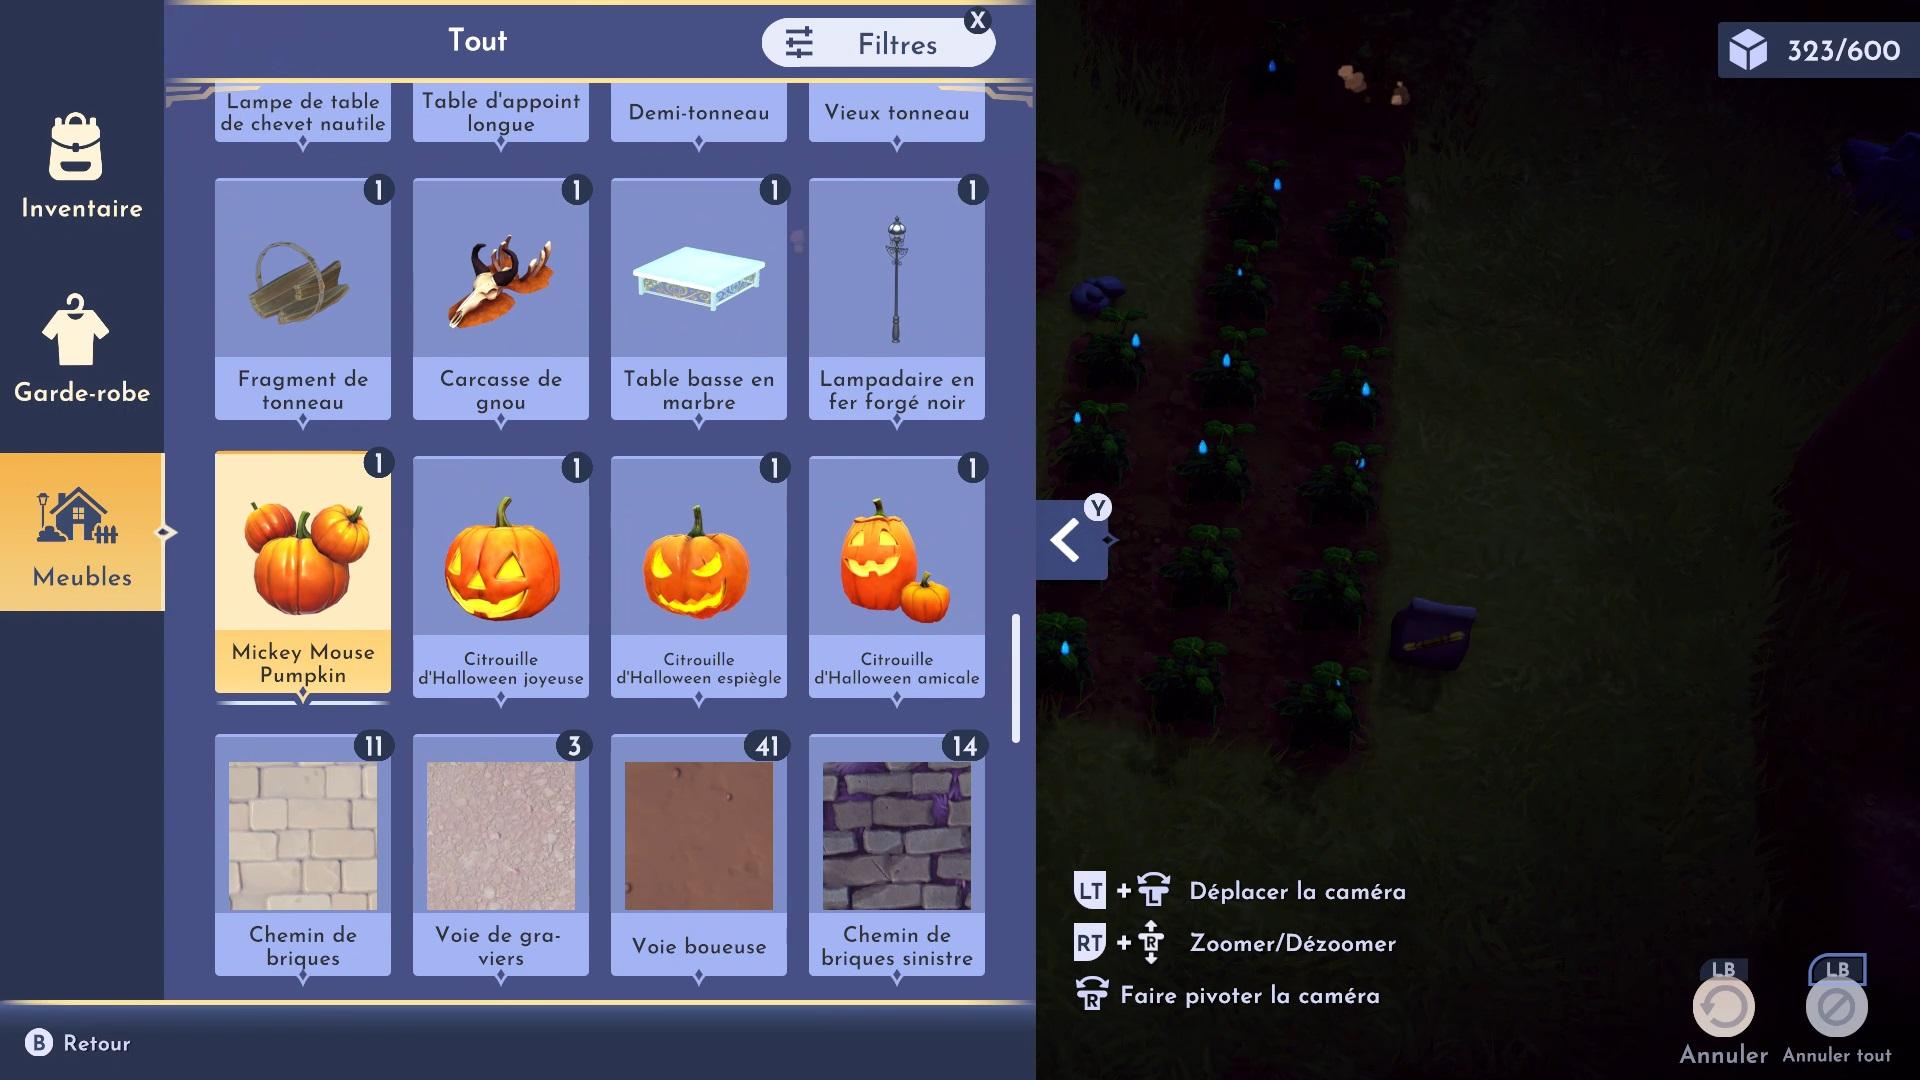 Tout
Filtres
X
323/600
Inventaire
Garde-robe
Meubles
Lampe de table
de chevet nautile
Table d'appoint
longue
Demi-tonneau
Vieux tonneau
1
Fragment de
tonneau
1
Carcasse de
gnou
1
Table basse en
marbre
1
Lampadaire en
fer forgé noir
1
Mickey Mouse
Pumpkin
1
Citrouille
d'Halloween joyeuse
1
Citrouille
d'Halloween espiègle
1
Citrouille
d'Halloween amicale
11
Chemin de
briques
3
Voie de gra-
viers
41
Voie boueuse
14
Chemin de
briques sinistre
Y
LT + L Déplacer la caméra
RT + R Zoomer/Dézoomer
R Faire pivoter la caméra
LB
Annuler
LB
Annuler tout
B Retour